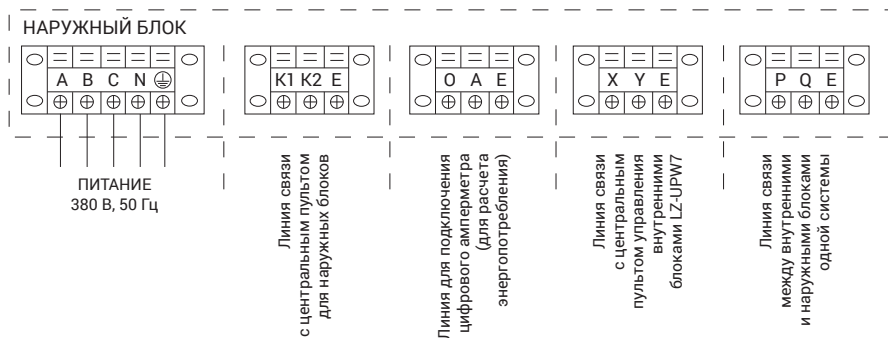 НАРУЖНЫЙ БЛОК
A B C N
K1 K2 E
O A E
X Y E
P Q E
ПИТАНИЕ
380 В, 50 Гц
Линия связи
с центральным пультом
для наружных блоков
Линия для подключения
цифрового амперметра
(для расчета
энергопотребления)
Линия связи
с центральным
пультом управления
внутренними
блоками LZ-UPW7
Линия связи
между внутренними
и наружными блоками
одной системы